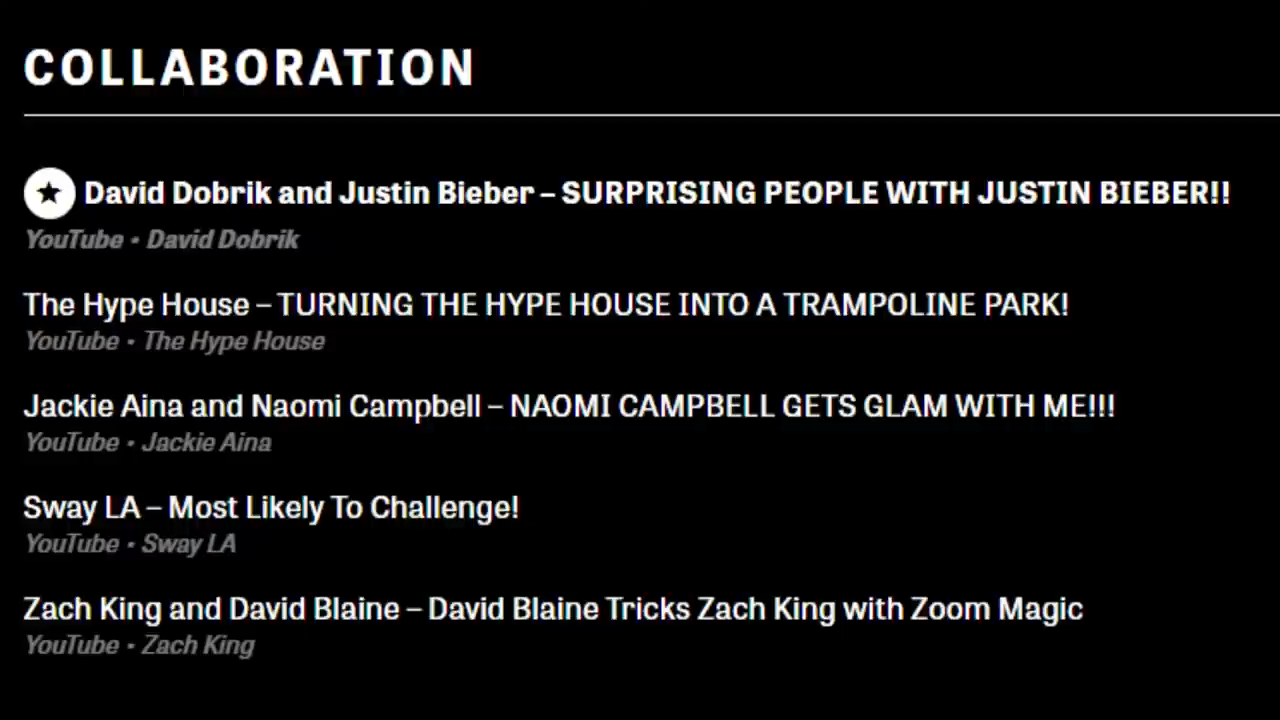 COLLABORATION
David Dobrik and Justin Bieber – SURPRISING PEOPLE WITH JUSTIN BIEBER!!
YouTube • David Dobrik
The Hype House – TURNING THE HYPE HOUSE INTO A TRAMPOLINE PARK!
YouTube • The Hype House
Jackie Aina and Naomi Campbell – NAOMI CAMPBELL GETS GLAM WITH ME!!!
YouTube • Jackie Aina
Sway LA – Most Likely To Challenge!
YouTube • Sway LA
Zach King and David Blaine – David Blaine Tricks Zach King with Zoom Magic
YouTube • Zach King